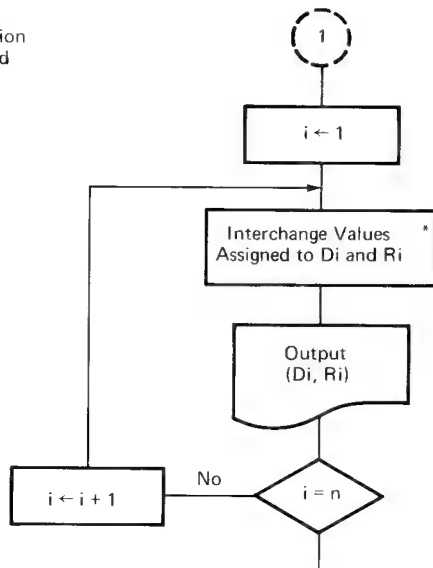 1
i ← 1
Interchange Values *
Assigned to Di and Ri
Output
(Di, Ri)
No
i ← i + 1
i = n